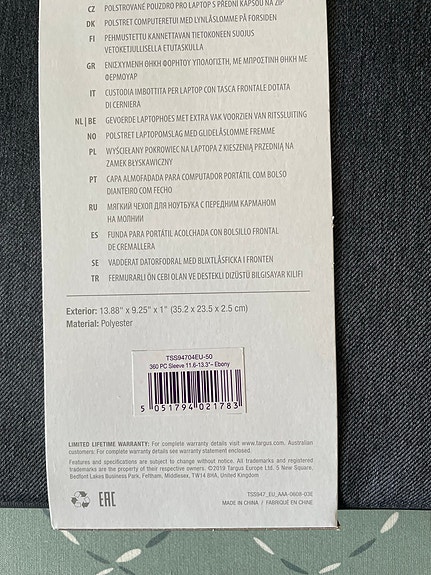 CZ POLSTROVANÉ POUZDRO PRO LAPTOP S PŘEDNÍ KAPSOU NA ZIP
DK POLSTRET COMPUTERETUI MED LYNLÅSLOMME PÅ FORSIDEN
FI PEHMUSTETTU KANNETTAVAN TIETOKONEEN SUOJUS
VETOKETJULLISELLA ETUTASKULLA
GR ΕΝΙΣΧΥΜΕΝΗ ΘΗΚΗ ΦΟΡΗΤΟΥ ΥΠΟΛΟΓΙΣΤΗ, ΜΕ ΜΠΡΟΣΤΙΝΗ ΘΗΚΗ ΜΕ
ΦΕΡΜΟΥΑΡ
IT CUSTODIA IMBOTTITA PER LAPTOP CON TASCA FRONTALE DOTATA
DI CERNIERA
NL|BE GEVOERDE LAPTOPHOES MET EXTRA VAK VOORZIEN VAN RITSSLUITING
NO POLSTRET LAPTOPOMSLAG MED GLIDELÅSLOMME FREMME
PL WYŚCIEŁANY POKROWIEC NA LAPTOPA Z KIESZENIĄ PRZEDNIĄ NA
ZAMEK BŁYSKAWICZNY
PT CAPA ALMOFADADA PARA COMPUTADOR PORTÁTIL COM BOLSO
DIANTEIRO COM FECHO
RU МЯГКИЙ ЧЕХОЛ ДЛЯ НОУТБУКА С ПЕРЕДНИМ КАРМАНОМ
НА МОЛНИИ
ES FUNDA PARA PORTÁTIL ACOLCHADA CON BOLSILLO FRONTAL
DE CREMALLERA
SE VADDERAT DATORFODRAL MED BLIXTLÅSFICKA I FRONTEN
TR FERMUARLI ÖN CEBİ OLAN VE DESTEKLİ DİZÜSTÜ BİLGİSAYAR KILIFI
Exterior: 13.88" x 9.25" x 1" (35.2 x 23.5 x 2.5 cm)
Material: Polyester
TSS94704EU-50
360 PC Sleeve 11.6-13.3"- Ebony
5 051794 021783
LIMITED LIFETIME WARRANTY: For complete warranty details visit www.targus.com. Australian
customers: For complete warranty details see warranty statement enclosed.
Features and specifications are subject to change without notice. All trademarks and registered
trademarks are the property of their respective owners. ©2019 Targus Europe Ltd. 5 New Square,
Bedfont Lakes Business Park, Feltham, Middlesex, TW14 8HA, United Kingdom
EAC
TSS947_EU_AAA-0608-03E
MADE IN CHINA / FABRIQUÉ EN CHINE